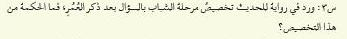 س٣: ورد في رواية للحديث تخصيصُ مرحلة الشباب بالسؤال بعد ذكر العُمُر، فما الحكمة من
هذا التخصيص؟